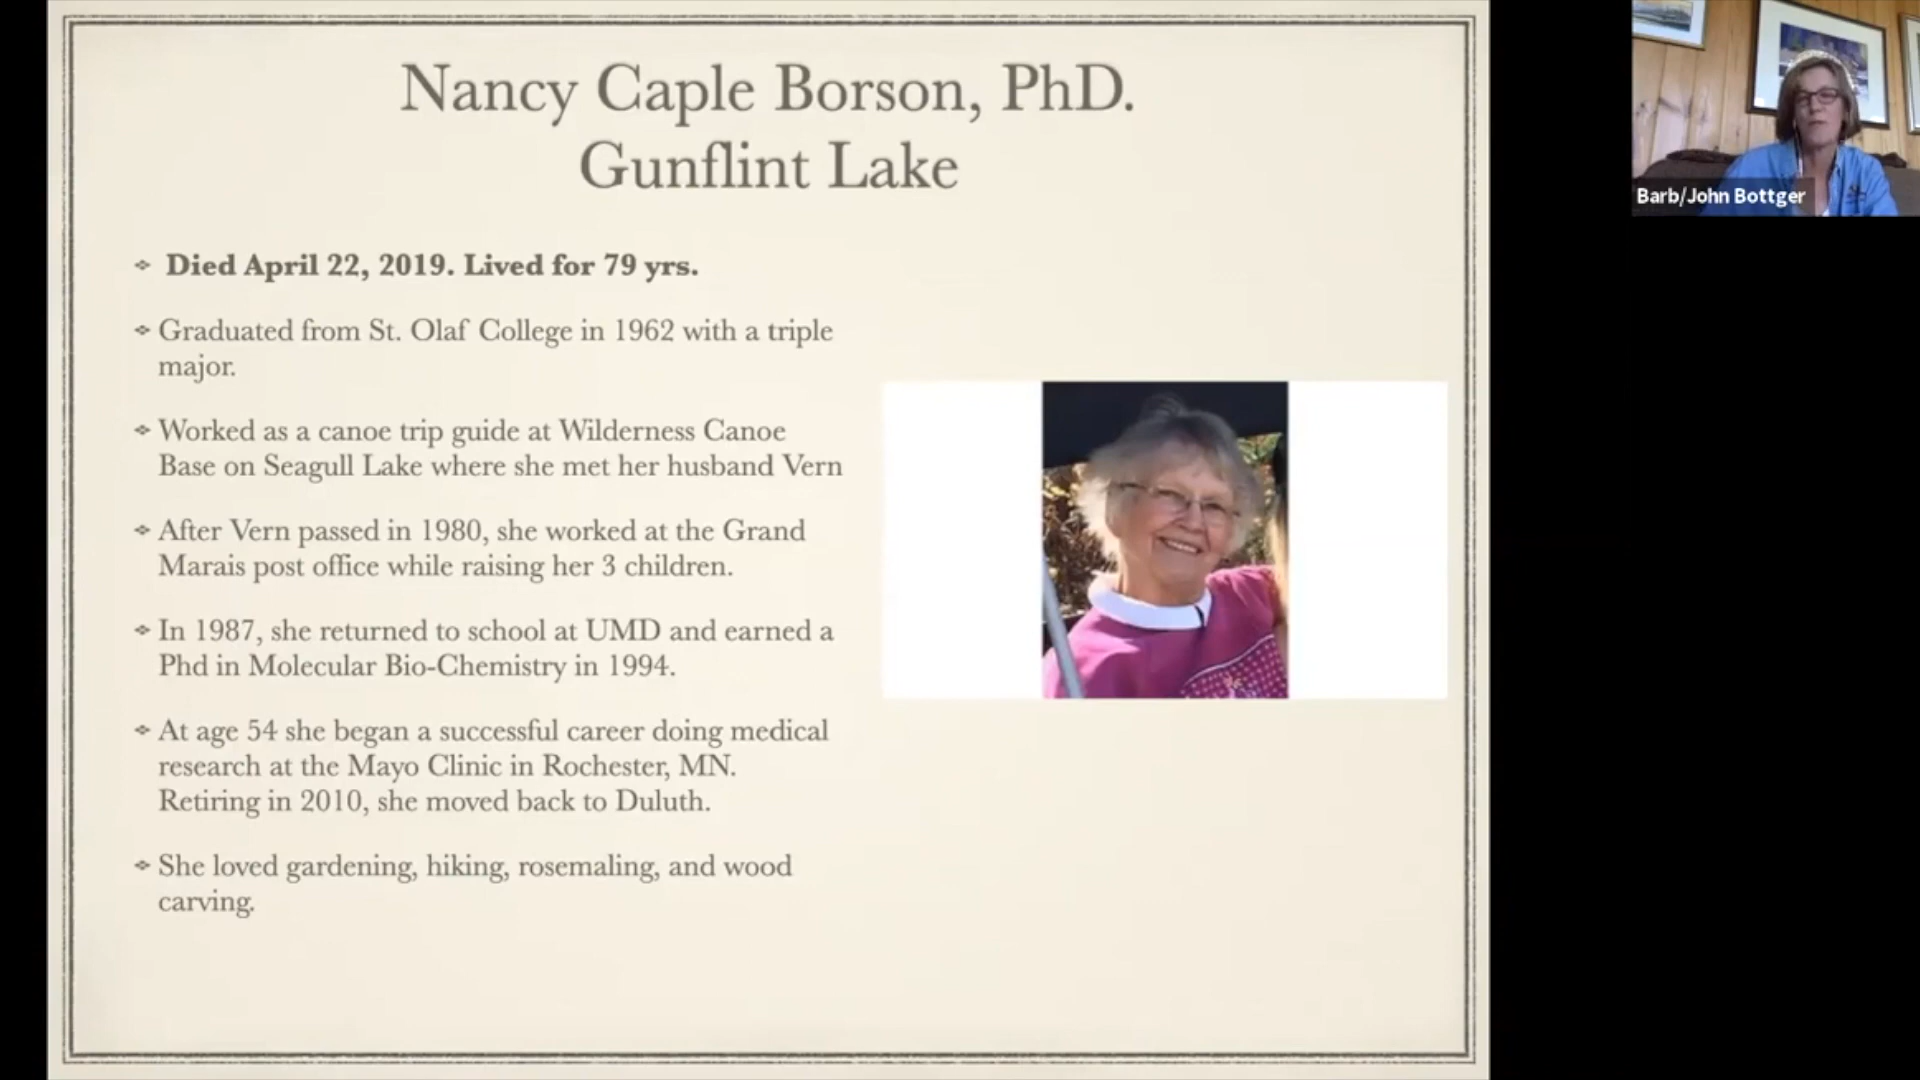 Nancy Caple Borson, PhD.
Gunflint Lake
Died April 22, 2019. Lived for 79 yrs.
Graduated from St. Olaf College in 1962 with a triple
major.
Worked as a canoe trip guide at Wilderness Canoe
Base on Seagull Lake where she met her husband Vern
After Vern passed in 1980, she worked at the Grand
Marais post office while raising her 3 children.
In 1987, she returned to school at UMD and earned a
Phd in Molecular Bio-Chemistry in 1994.
At age 54 she began a successful career doing medical
research at the Mayo Clinic in Rochester, MN.
Retiring in 2010, she moved back to Duluth.
She loved gardening, hiking, rosemaling, and wood
carving.
Barb/John Bottger